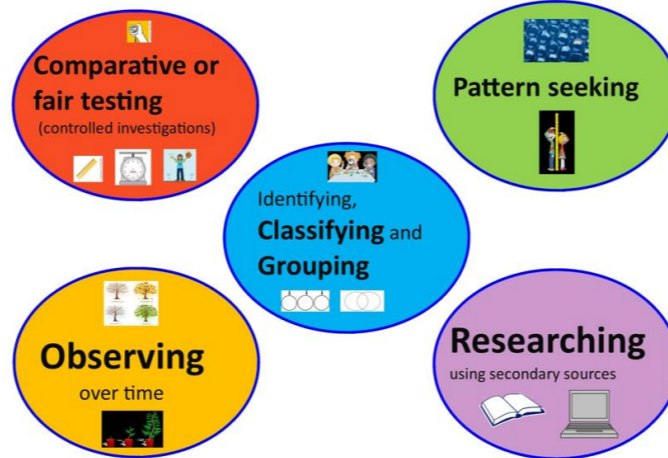 Comparative or
fair testing
(controlled investigations)
Pattern seeking
Identifying,
Classifying and
Grouping
Observing
over time
Researching
using secondary sources